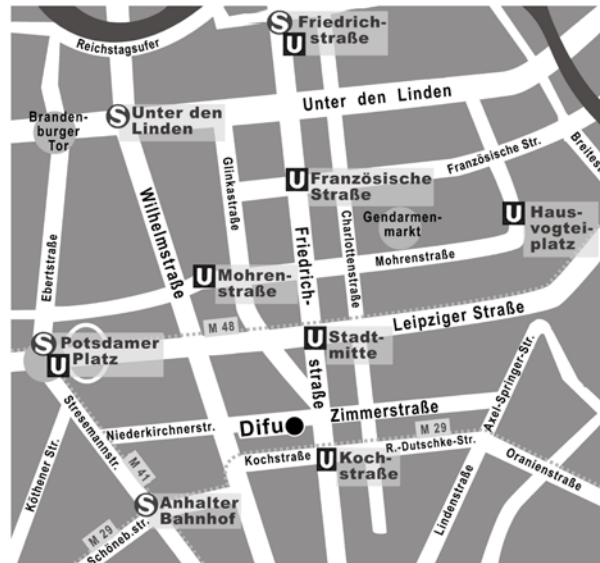 S Friedrich-
U straße
Reichstagsufer
Unter den Linden
S Unter den
Linden
Branden-
burger
Tor
Breitestr
Französische Str.
Glinkastraße
U Französische
Straße
Wilhelmstraße
Charlottenstraße
Gendarmen-
markt
U Haus-
vogtei-
platz
Ebertstraße
Friedrich-
straße
Mohrenstraße
U Mohren-
straße
M 48
Leipziger Straße
S Potsdamer
U Platz
U Stadt-
mitte
Axel-Springer-Str.
Zimmerstraße
Stresemannstr.
Niederkirchnerstr.
Difu
M 29
R.-Dutschke-Str.
Kochstraße
U Koch-
straße
Köthener Str.
M 41
Oranienstraße
Lindenstraße
S Anhalter
Bahnhof
M 29
Schöneb.str.